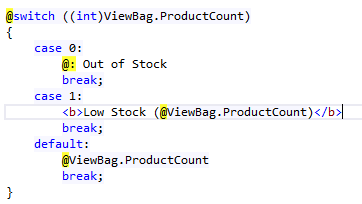 @switch ((int)ViewBag.ProductCount)
{
    case 0:
        @: Out of Stock
        break;
    case 1:
        <b>Low Stock (@ViewBag.ProductCount)</b>
        break;
    default:
        @ViewBag.ProductCount
        break;
}